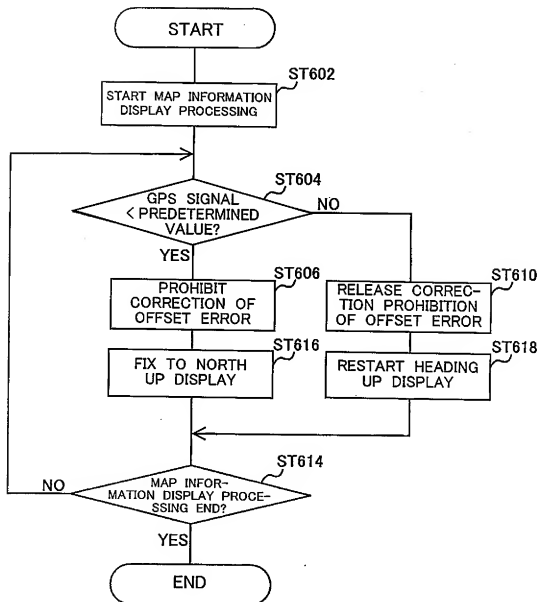 START
ST602
START MAP INFORMATION
DISPLAY PROCESSING
ST604
GPS SIGNAL
< PREDETERMINED
VALUE?
NO
YES
ST606
PROHIBIT
CORRECTION OF
OFFSET ERROR
ST610
RELEASE CORREC-
TION PROHIBITION
OF OFFSET ERROR
ST616
FIX TO NORTH
UP DISPLAY
ST618
RESTART HEADING
UP DISPLAY
ST614
MAP INFOR-
MATION DISPLAY PROCE-
SSING END?
NO
YES
END